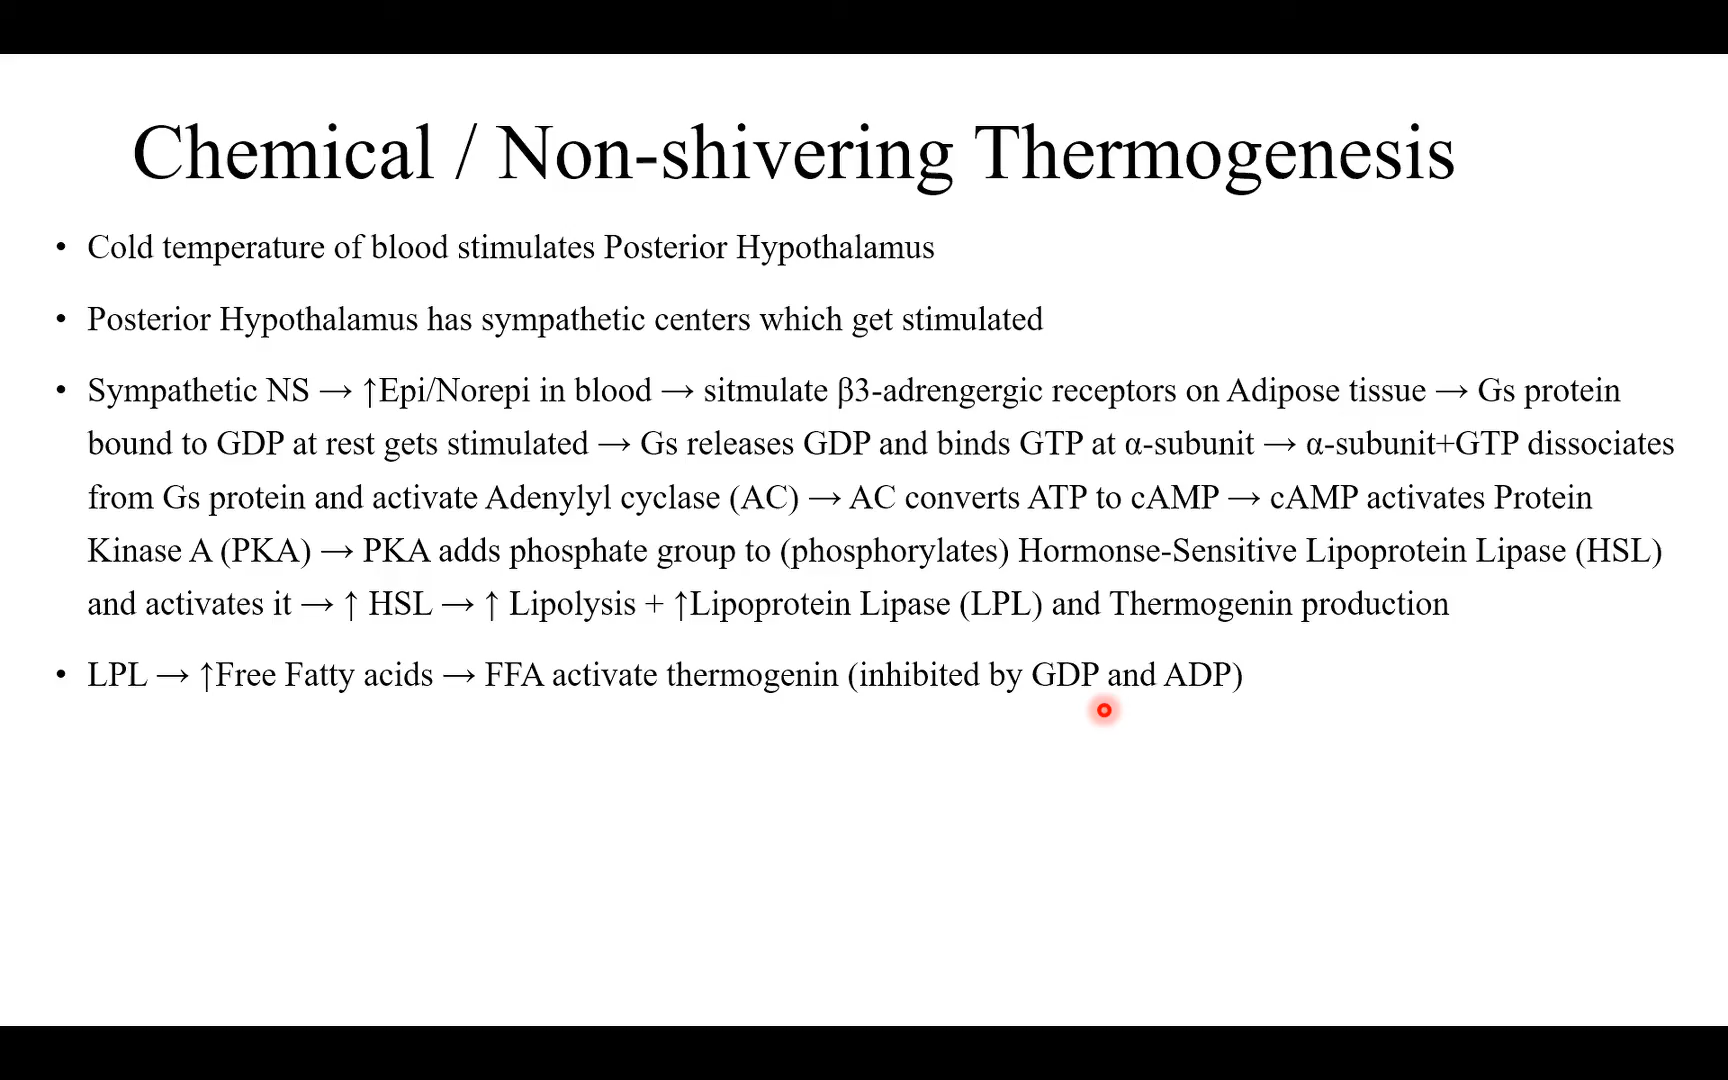 Chemical / Non-shivering Thermogenesis
• Cold temperature of blood stimulates Posterior Hypothalamus
• Posterior Hypothalamus has sympathetic centers which get stimulated
• Sympathetic NS → ↑Epi/Norepi in blood → sitmulate β3-adrengergic receptors on Adipose tissue → Gs protein
bound to GDP at rest gets stimulated → Gs releases GDP and binds GTP at α-subunit → α-subunit+GTP dissociates
from Gs protein and activate Adenylyl cyclase (AC) → AC converts ATP to cAMP → cAMP activates Protein
Kinase A (PKA) → PKA adds phosphate group to (phosphorylates) Hormonse-Sensitive Lipoprotein Lipase (HSL)
and activates it → ↑ HSL → ↑ Lipolysis + ↑Lipoprotein Lipase (LPL) and Thermogenin production
• LPL → ↑Free Fatty acids → FFA activate thermogenin (inhibited by GDP and ADP)